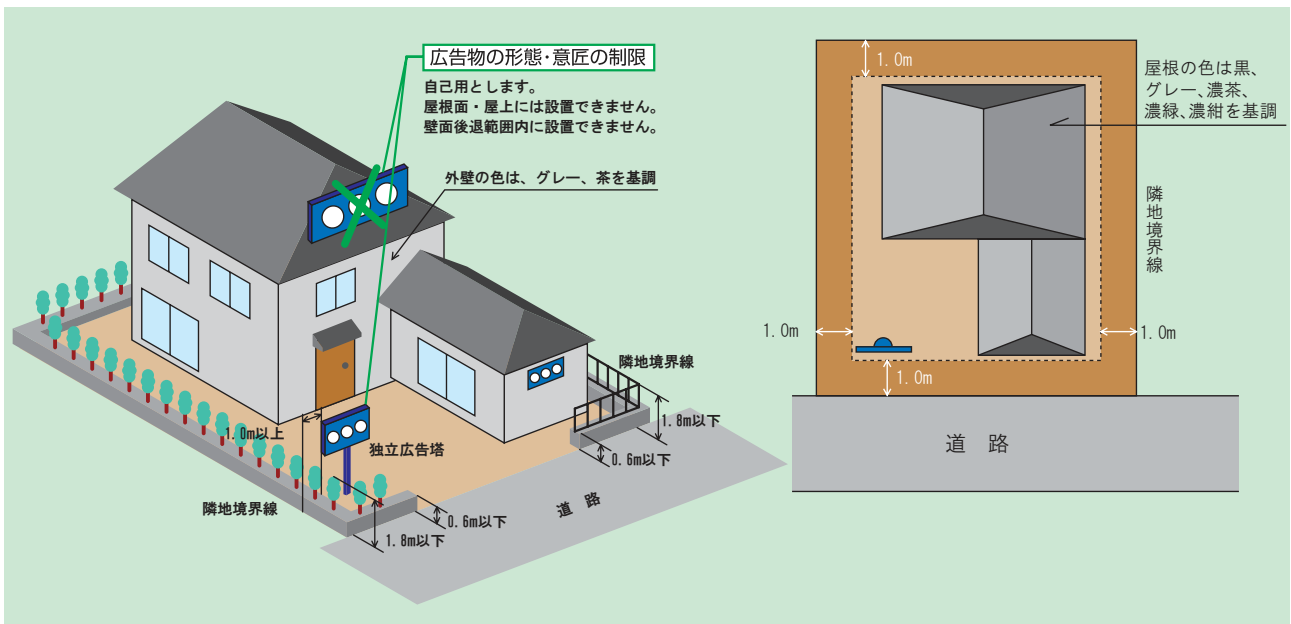 広告物の形態・意匠の制限
自己用とします。
屋根面・屋上には設置できません。
壁面後退範囲内に設置できません。
外壁の色は、グレー、茶を基調
隣地境界線
1.8m以下
0.6m以下
1.0m以上
独立広告塔
隣地境界線
0.6m以下
1.8m以下
道 路
1.0m
屋根の色は黒、
グレー、濃茶、
濃緑、濃紺を基調
隣地境界線
1.0m
1.0m
1.0m
道 路